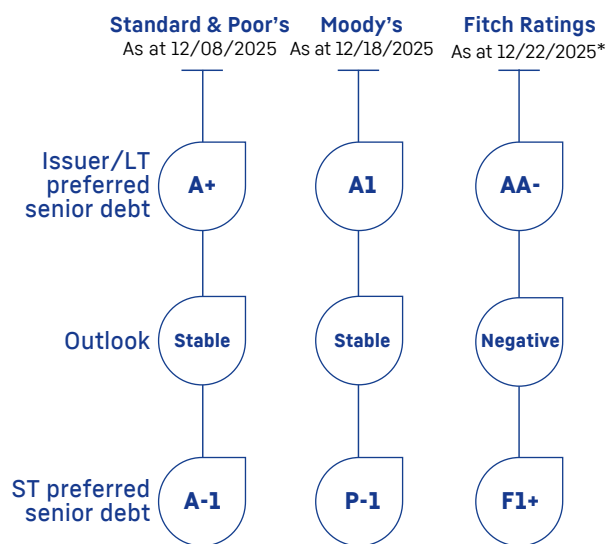 Standard & Poor's Moody's Fitch Ratings
As at 12/08/2025 As at 12/18/2025 As at 12/22/2025*
Issuer/LT
preferred
senior debt
A+ A1 AA-
Outlook Stable Stable Negative
ST preferred
senior debt
A-1 P-1 F1+